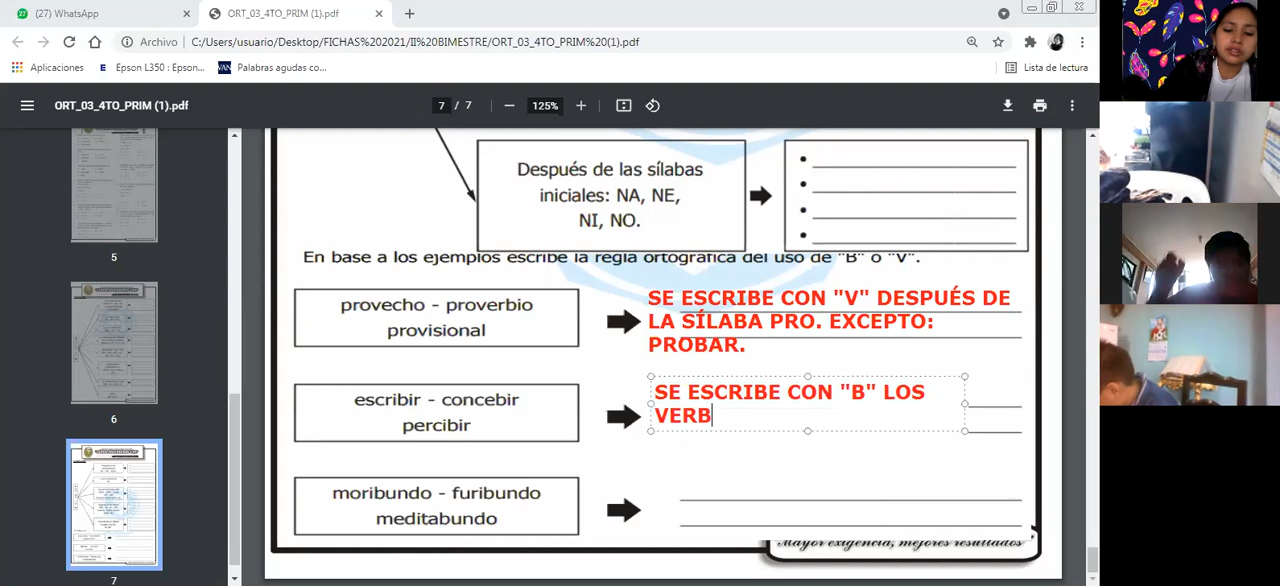 (27) WhatsApp
ORT_03_4TO_PRIM (1).pdf
Archivo
C:/Users/usuario/Desktop/FICHAS%202021/II%20BIMESTRE/ORT_03_4TO_PRIM%20(1).pdf
Aplicaciones
E Epson L350 : Epson...
VAN Palabras agudas co...
Lista de lectura
ORT_03_4TO_PRIM (1).pdf
7 / 7
125%
5
6
7
Después de las sílabas
iniciales: NA, NE,
NI, NO.
En base a los ejemplos escribe la regla ortográfica del uso de "B" o "V".
provecho - proverbio
provisional
SE ESCRIBE CON "V" DESPUÉS DE
LA SÍLABA PRO. EXCEPTO:
PROBAR.
escribir - concebir
percibir
SE ESCRIBE CON "B" LOS
VERB
moribundo - furibundo
meditabundo
Mayor exigencia, mejores resultados